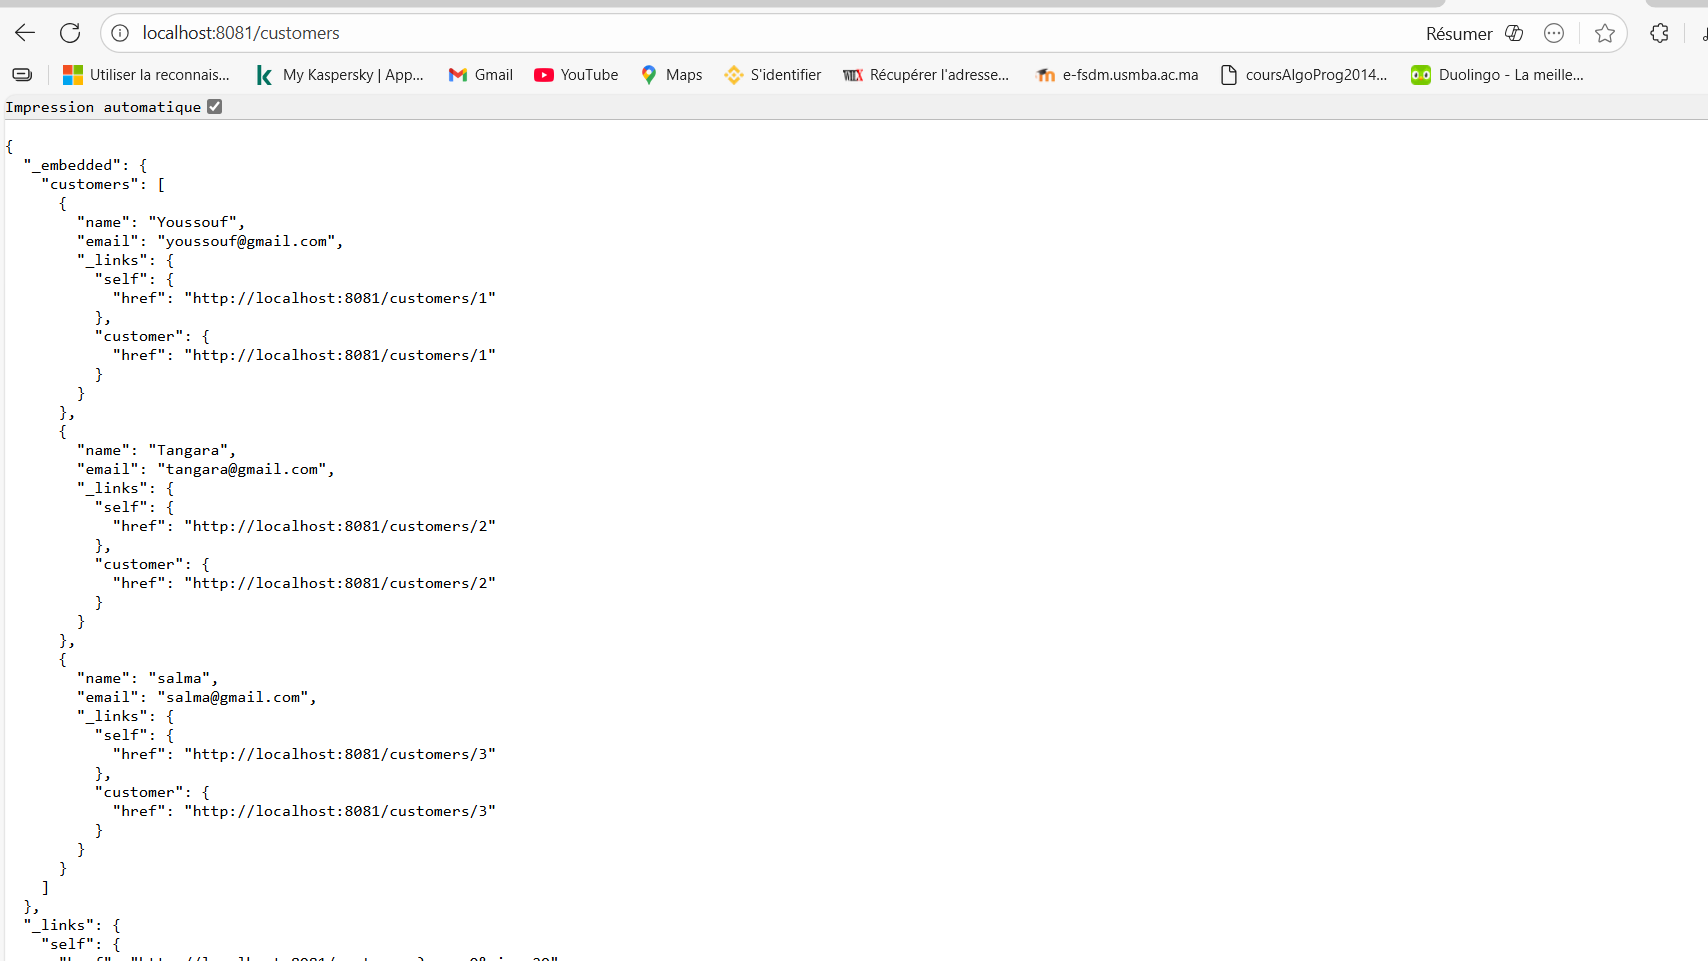 localhost:8081/customers
Résumer
Utiliser la reconnais... My Kaspersky | App... Gmail YouTube Maps S'identifier Récupérer l'adresse... e-fsdm.usmba.ac.ma coursAlgoProg2014... Duolingo - La meille...
Impression automatique
{
"_embedded": {
"customers": [
{
"name": "Youssouf",
"email": "youssouf@gmail.com",
"_links": {
"self": {
"href": "http://localhost:8081/customers/1"
},
"customer": {
"href": "http://localhost:8081/customers/1"
}
}
},
{
"name": "Tangara",
"email": "tangara@gmail.com",
"_links": {
"self": {
"href": "http://localhost:8081/customers/2"
},
"customer": {
"href": "http://localhost:8081/customers/2"
}
}
},
{
"name": "salma",
"email": "salma@gmail.com",
"_links": {
"self": {
"href": "http://localhost:8081/customers/3"
},
"customer": {
"href": "http://localhost:8081/customers/3"
}
}
}
]
},
"_links": {
"self": {